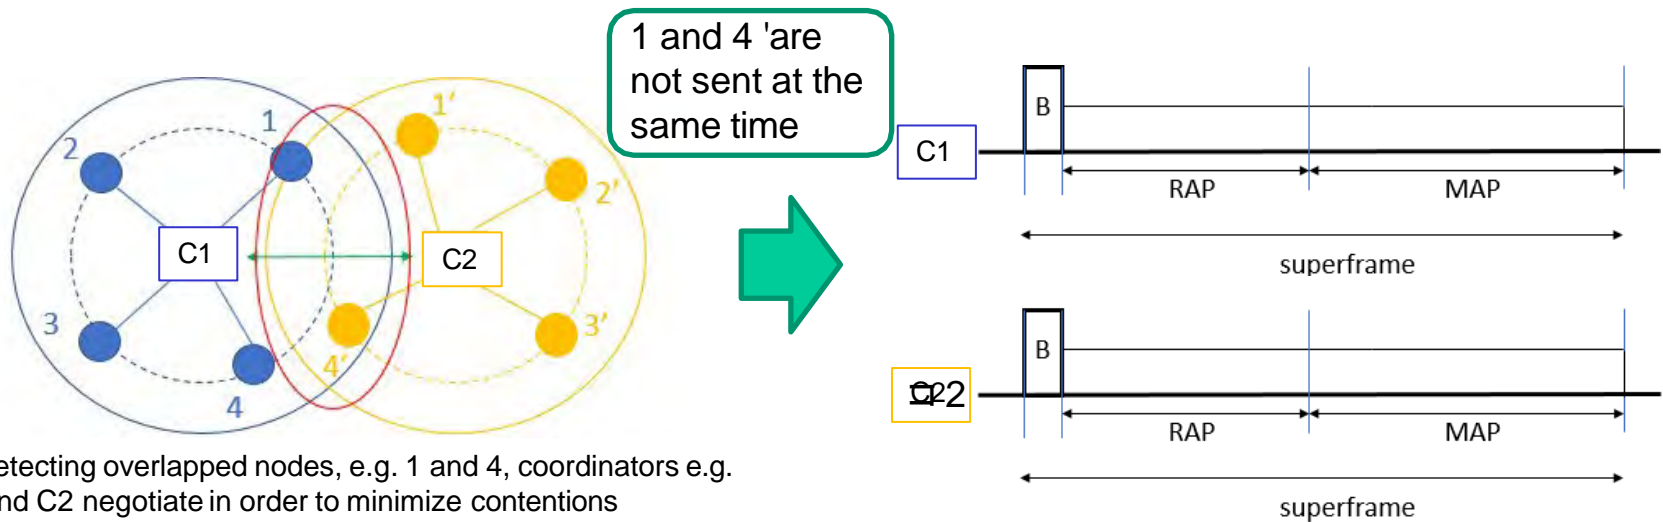 1 and 4 'are
not sent at the
same time
1
2
3
4
C1
1'
2'
3'
4'
C2
C1
B
RAP
MAP
superframe
B
RAP
MAP
superframe
etecting overlapped nodes, e.g. 1 and 4, coordinators e.g.
nd C2 negotiate in order to minimize contentions